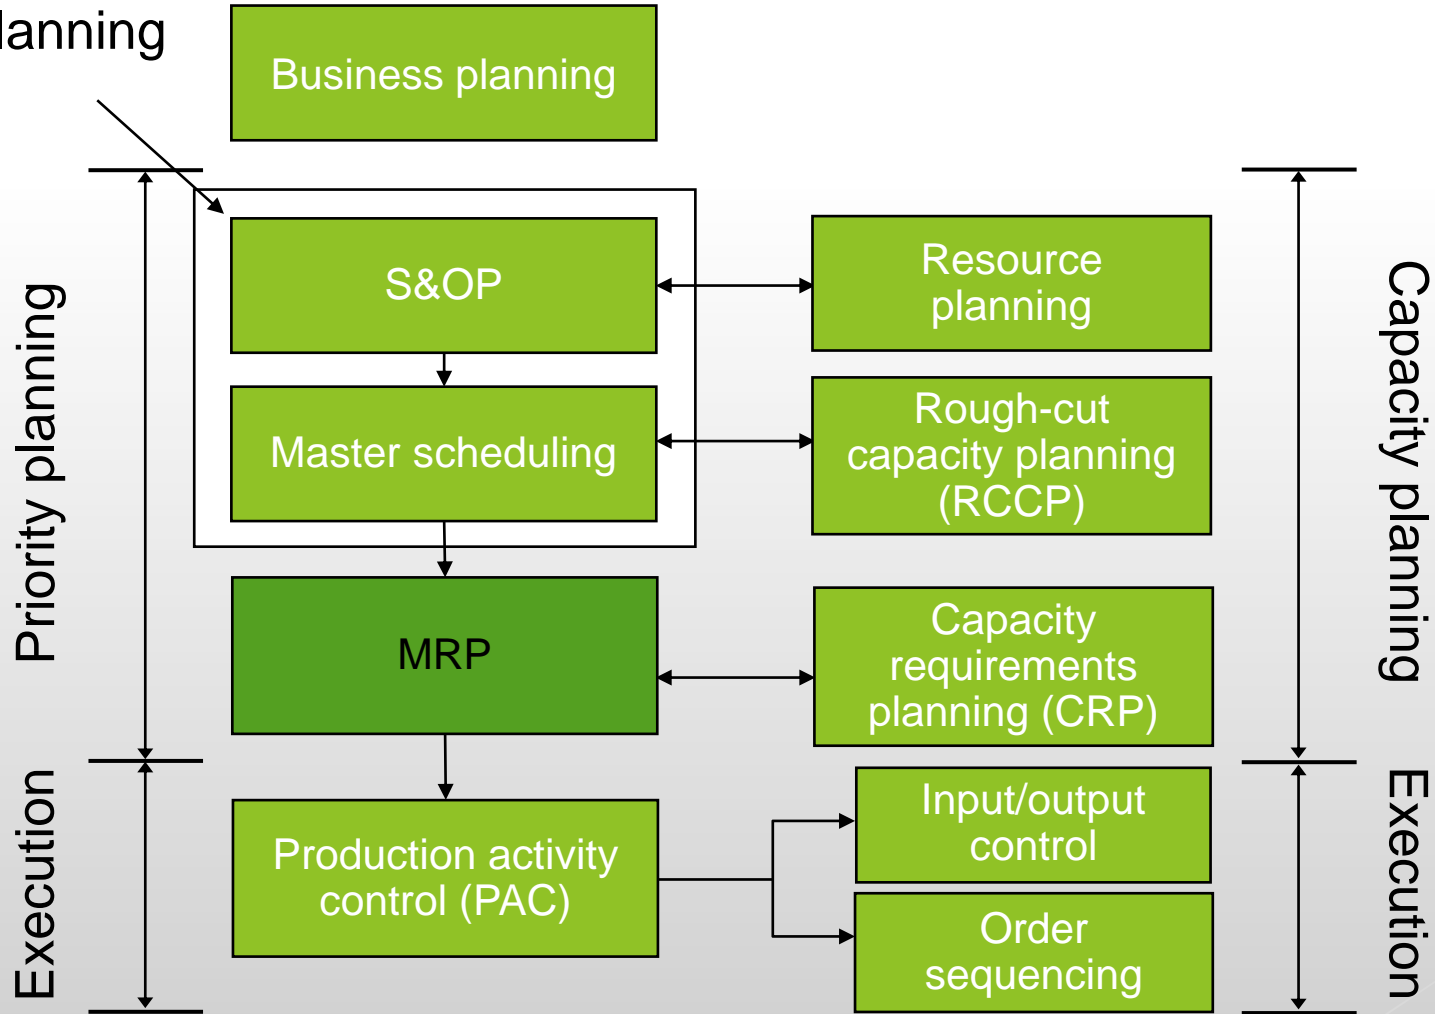 Business planning
S&OP
Resource
planning
Master scheduling
Rough-cut
capacity planning
(RCCP)
MRP
Capacity
requirements
planning (CRP)
Production activity
control (PAC)
Input/output
control
Order
sequencing
Priority planning
Execution
Capacity planning
Execution